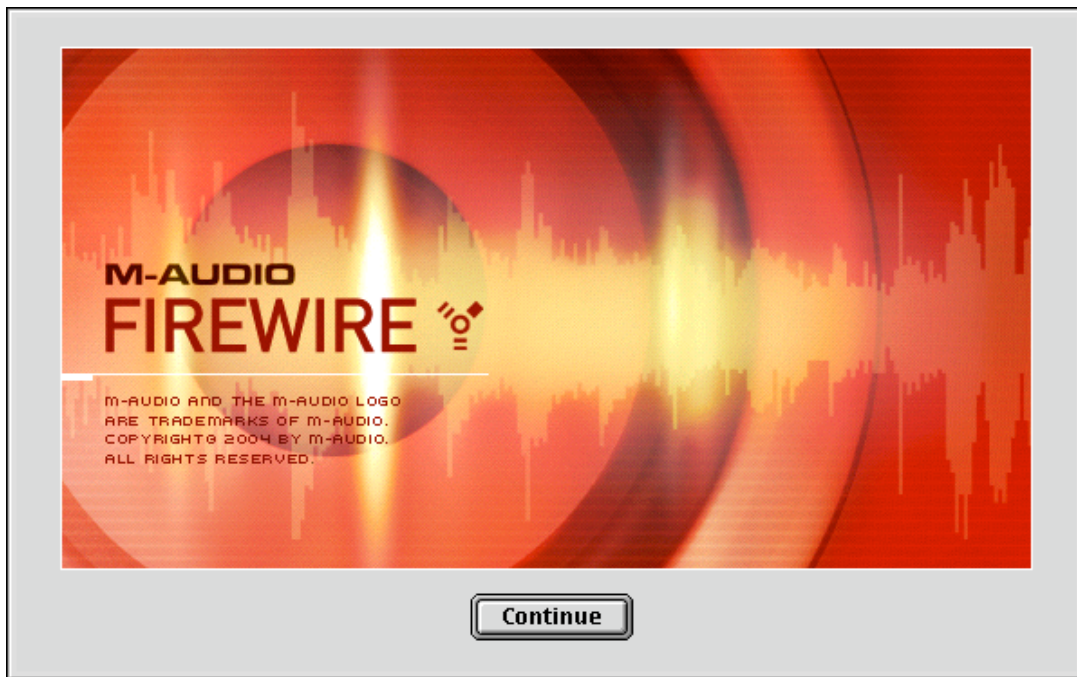 M-AUDIO
FIREWIRE
M-AUDIO AND THE M-AUDIO LOGO
ARE TRADEMARKS OF M-AUDIO.
COPYRIGHT© 2004 BY M-AUDIO.
ALL RIGHTS RESERVED.
Continue